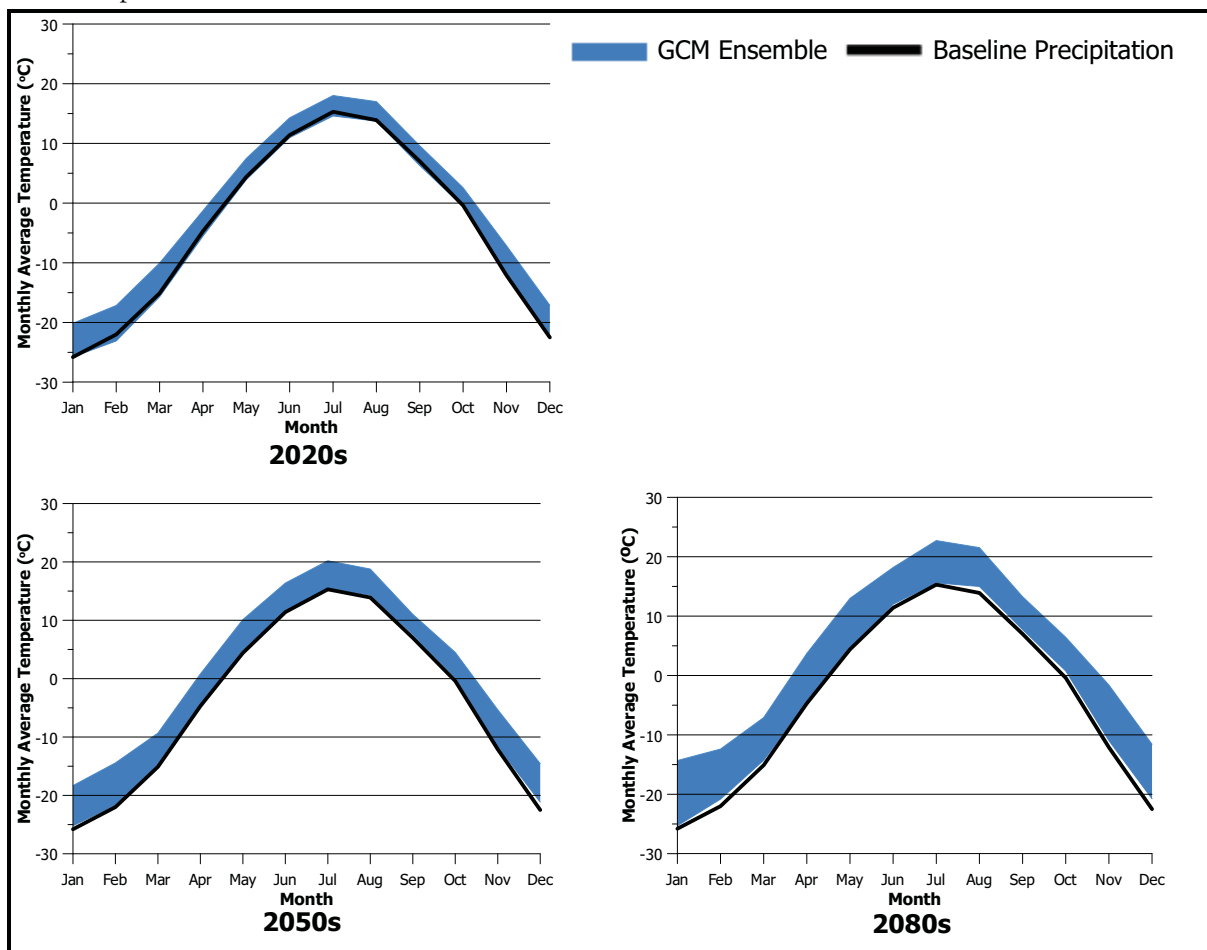 GCM Ensemble Baseline Precipitation
Monthly Average Temperature (°C)
30
20
10
0
-10
-20
-30
Jan Feb Mar Apr May Jun Jul Aug Sep Oct Nov Dec
Month
2020s
Monthly Average Temperature (°C)
30
20
10
0
-10
-20
-30
Jan Feb Mar Apr May Jun Jul Aug Sep Oct Nov Dec
Month
2050s
Monthly Average Temperature (⁰C)
30
20
10
0
-10
-20
-30
Jan Feb Mar Apr May Jun Jul Aug Sep Oct Nov Dec
Month
2080s